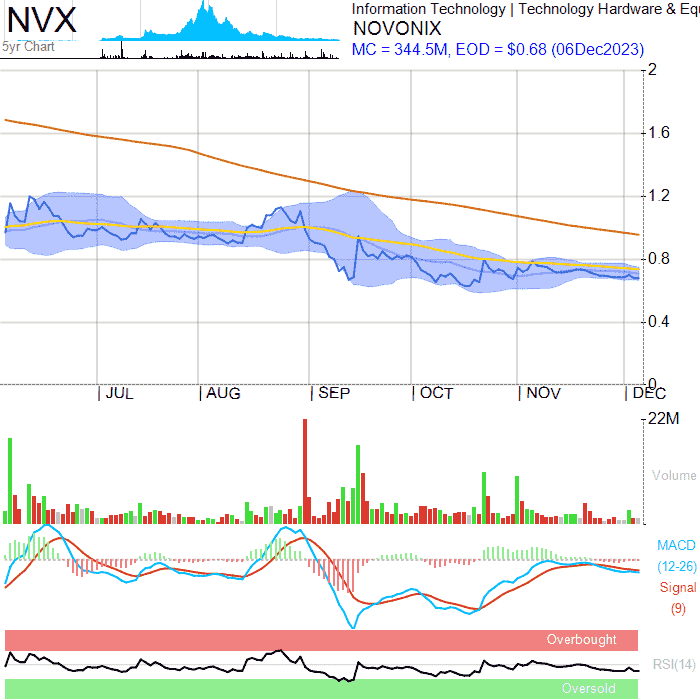 NVX
5yr Chart
Information Technology | Technology Hardware & Eq
NOVONIX
MC = 344.5M, EOD = $0.68 (06Dec2023)
2
1.6
1.2
0.8
0.4
0
| JUL | AUG | SEP | OCT | NOV | DEC
22M
Volume
MACD
(12-26)
Signal
(9)
Overbought
RSI(14)
Oversold